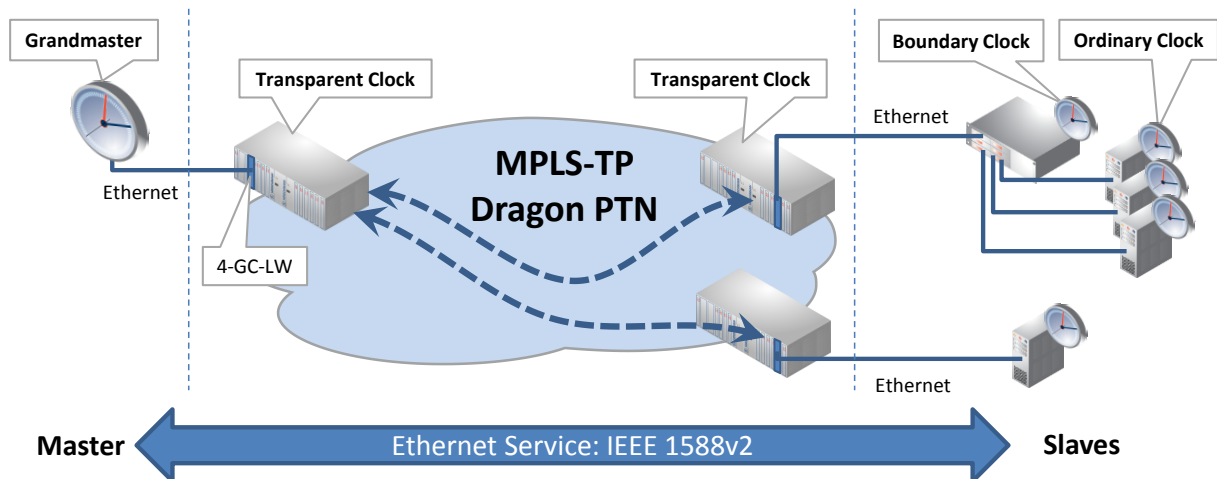 Grandmaster
Transparent Clock
Transparent Clock
Boundary Clock
Ordinary Clock
Ethernet
Ethernet
MPLS-TP
Dragon PTN
4-GC-LW
Ethernet
Master
Ethernet Service: IEEE 1588v2
Slaves